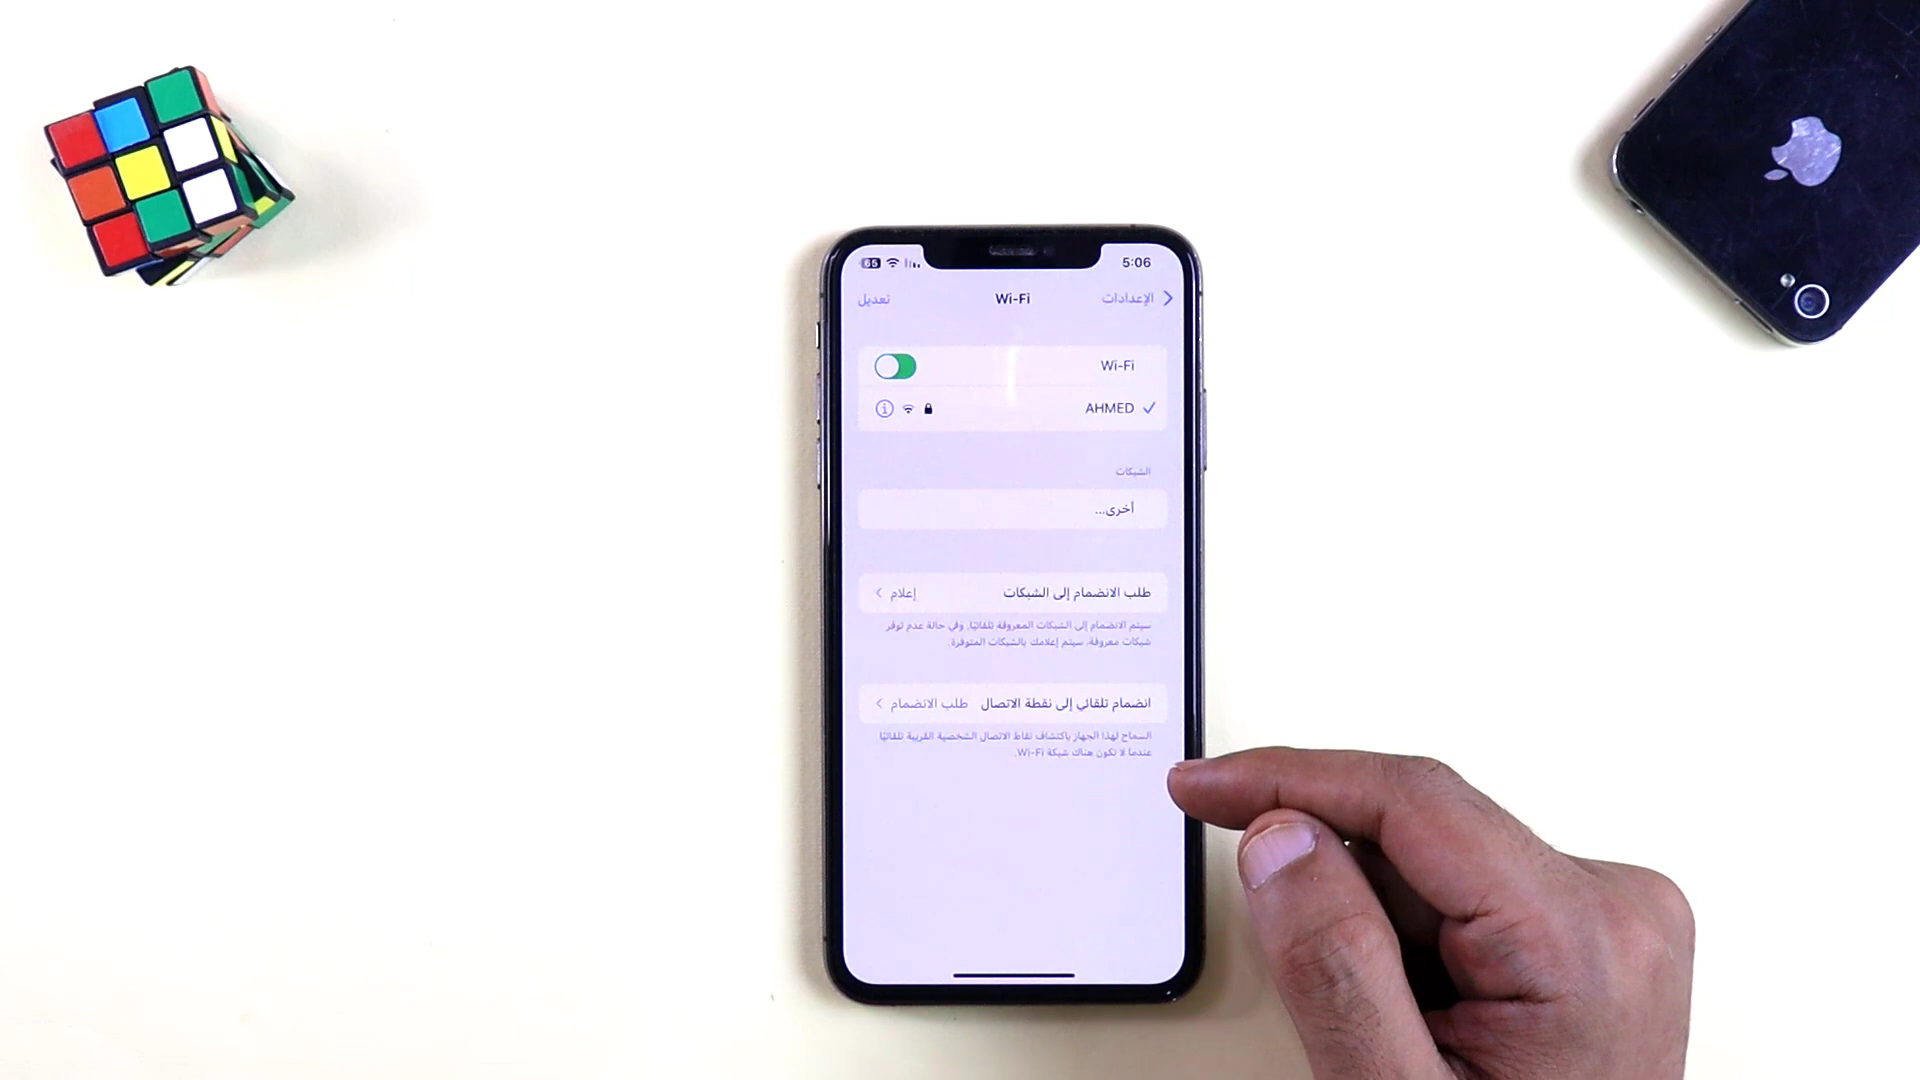 5:06
65
الإعدادات
Wi-Fi
تعديل
Wi-Fi
AHMED
الشبكات
أخرى...
طلب الانضمام إلى الشبكات
إعلام
سيتم الانضمام إلى الشبكات المعروفة تلقائيًا. وفي حالة عدم توفر
شبكات معروفة، سيتم إعلامك بالشبكات المتوفرة.
انضمام تلقائي إلى نقطة الاتصال
طلب الانضمام
السماح لهذا الجهاز باكتشاف نقاط الاتصال الشخصية القريبة تلقائيًا
عندما لا تكون هناك شبكة Wi-Fi.